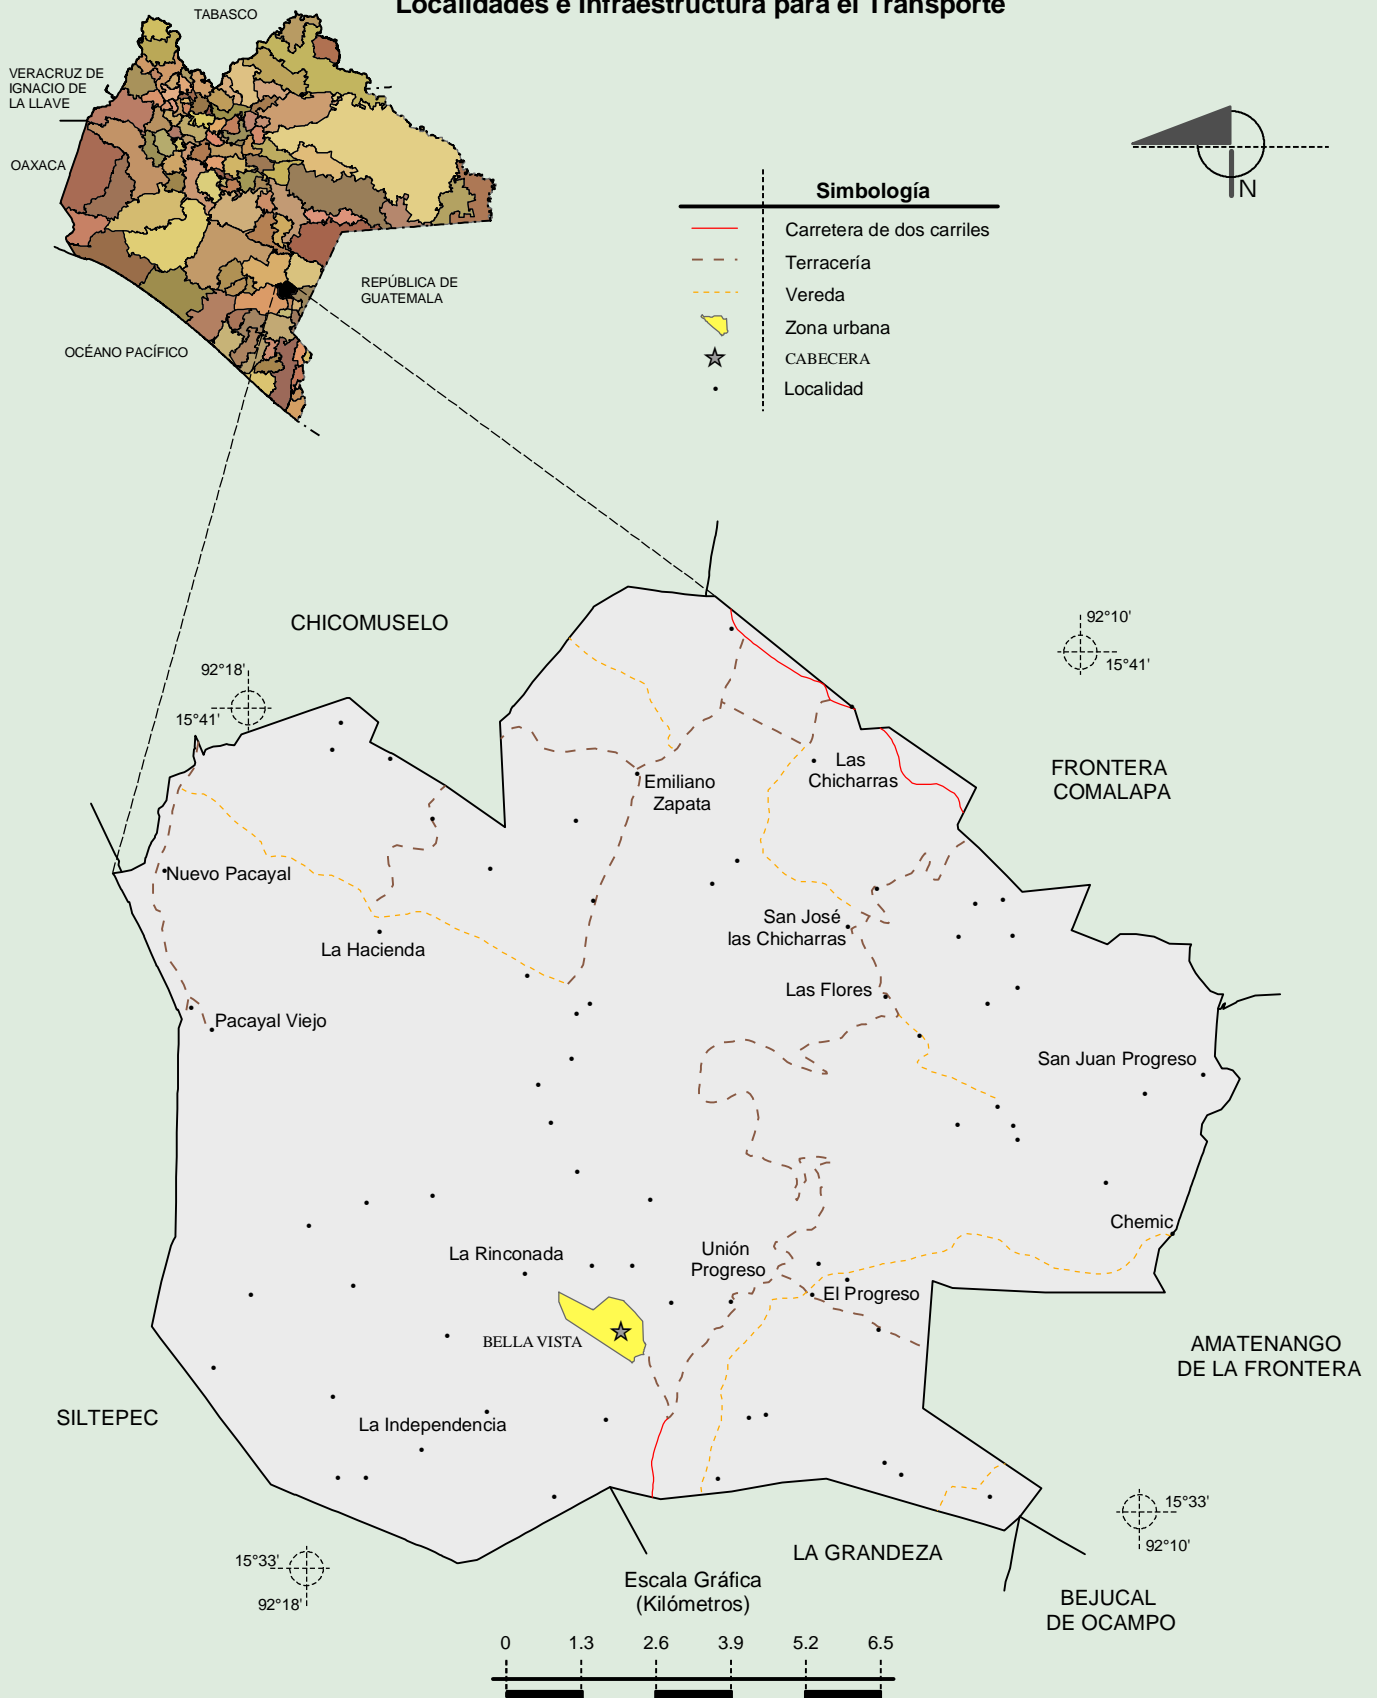 Localidades e Infraestructura para el Transporte
TABASCO
VERACRUZ DE
IGNACIO DE
LA LLAVE
OAXACA
REPÚBLICA DE
GUATEMALA
OCÉANO PACÍFICO
N
Simbología
Carretera de dos carriles
Terracería
Vereda
Zona urbana
CABECERA
Localidad
CHICOMUSELO
92°18'
15°41'
92°10'
15°41'
FRONTERA
COMALAPA
Las
Chicharras
Emiliano
Zapata
Nuevo Pacayal
La Hacienda
San José
las Chicharras
Las Flores
Pacayal Viejo
San Juan Progreso
Chemic
La Rinconada
Unión
Progreso
El Progreso
BELLA VISTA
AMATENANGO
DE LA FRONTERA
SILTEPEC
La Independencia
15°33'
92°10'
15°33'
92°18'
LA GRANDEZA
BEJUCAL
DE OCAMPO
Escala Gráfica
(Kilómetros)
0 1.3 2.6 3.9 5.2 6.5